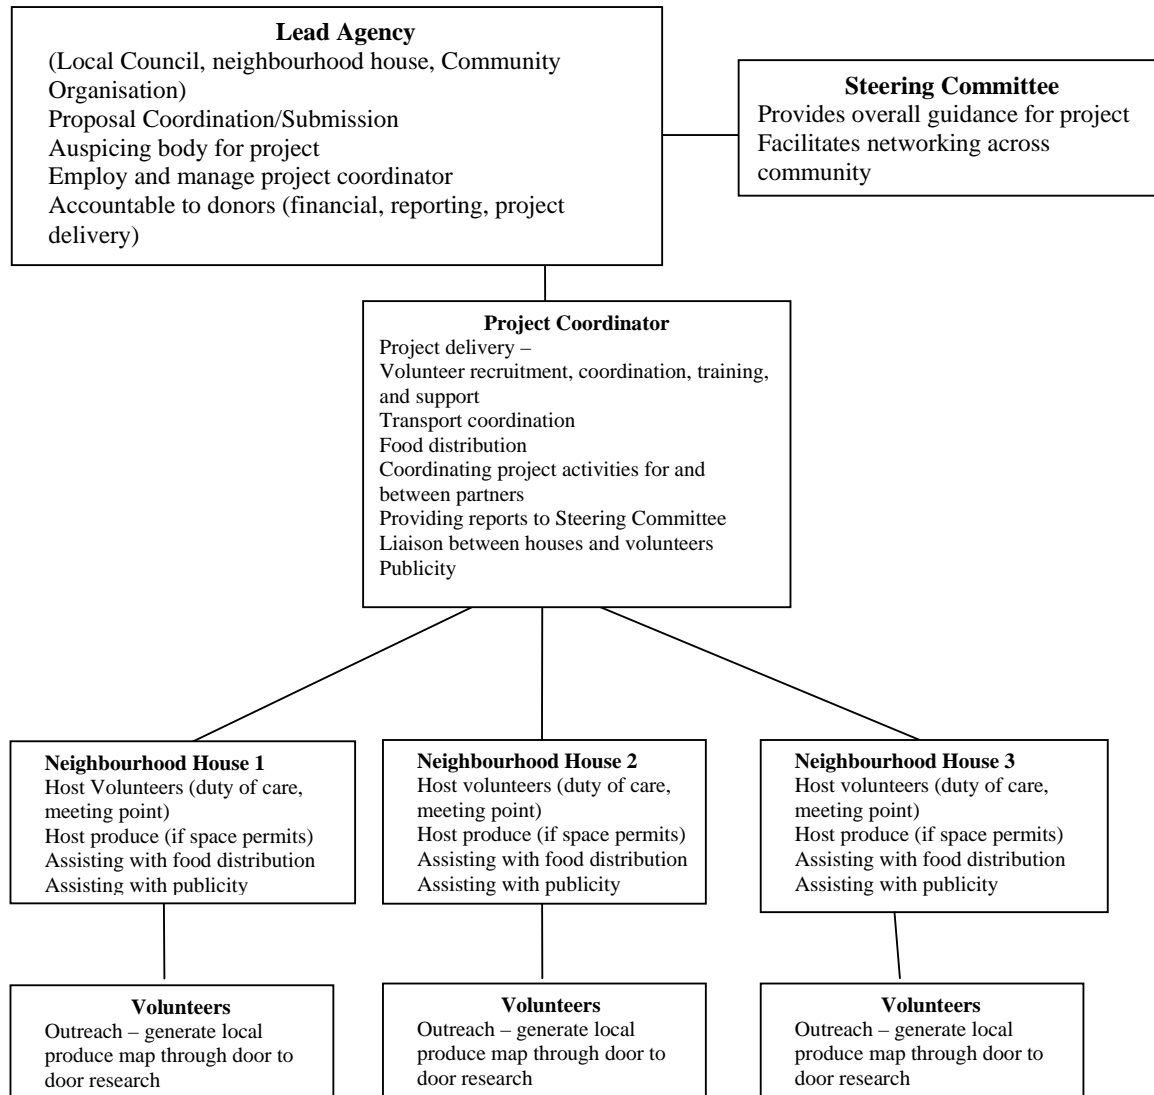 Lead Agency
(Local Council, neighbourhood house, Community
Organisation)
Proposal Coordination/Submission
Auspicing body for project
Employ and manage project coordinator
Accountable to donors (financial, reporting, project
delivery)
Steering Committee
Provides overall guidance for project
Facilitates networking across
community
Project Coordinator
Project delivery –
Volunteer recruitment, coordination, training,
and support
Transport coordination
Food distribution
Coordinating project activities for and
between partners
Providing reports to Steering Committee
Liaison between houses and volunteers
Publicity
Neighbourhood House 1
Host Volunteers (duty of care,
meeting point)
Host produce (if space permits)
Assisting with food distribution
Assisting with publicity
Neighbourhood House 2
Host volunteers (duty of care,
meeting point)
Host produce (if space permits)
Assisting with food distribution
Assisting with publicity
Neighbourhood House 3
Host volunteers (duty of care,
meeting point)
Host produce (if space permits)
Assisting with food distribution
Assisting with publicity
Volunteers
Outreach – generate local
produce map through door to
door research
Volunteers
Outreach – generate local
produce map through door to
door research
Volunteers
Outreach – generate local
produce map through door to
door research